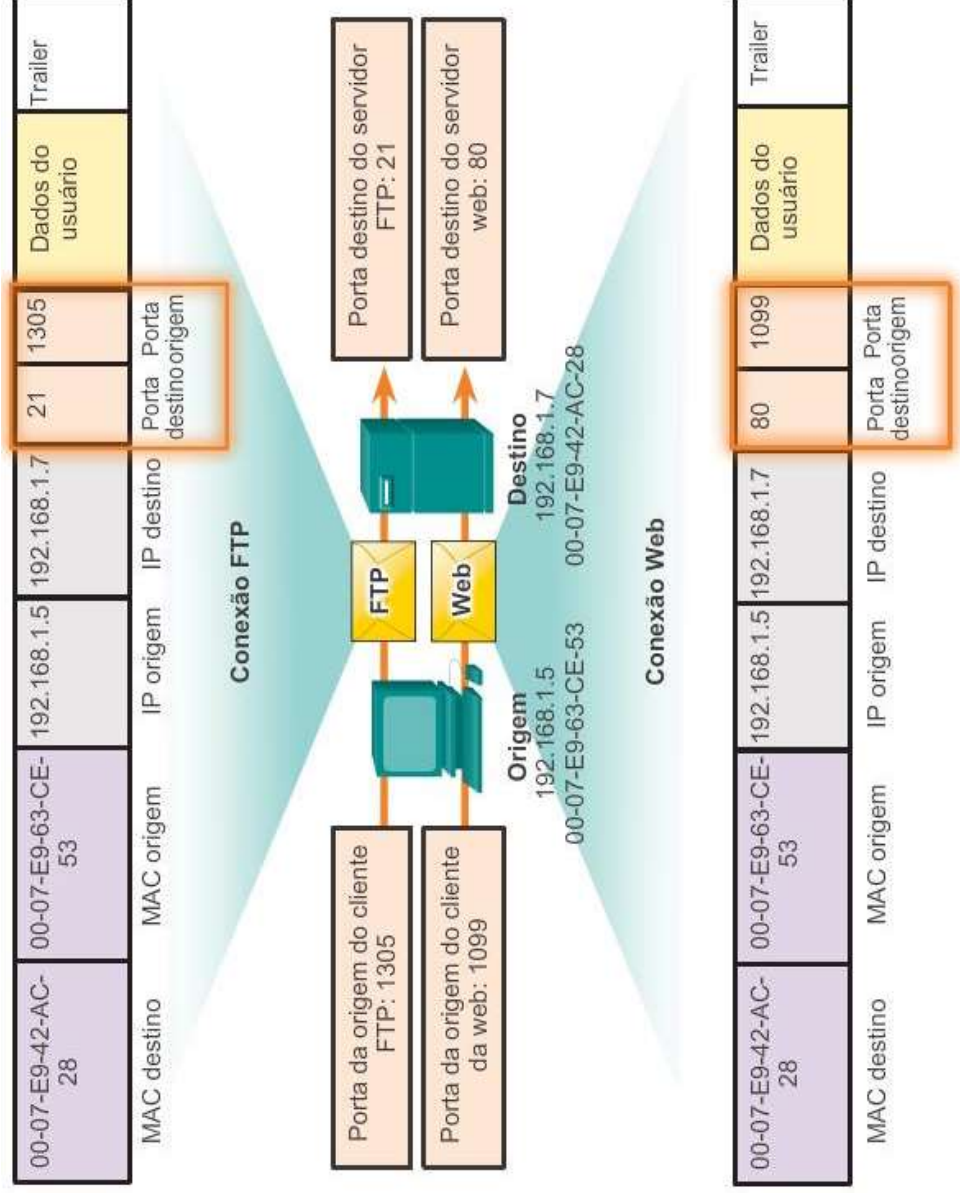 00-07-E9-42-AC-
28
00-07-E9-63-CE-
53
192.168.1.5
192.168.1.7
21
1305
Dados do
usuário
Trailer
MAC destino
MAC origem
IP origem
IP destino
Porta
destino
Porta
origem
Conexão FTP
Porta da origem do cliente
FTP: 1305
Porta da origem do cliente
da web: 1099
FTP
Web
Porta destino do servidor
FTP: 21
Porta destino do servidor
web: 80
Origem
192.168.1.5
00-07-E9-63-CE-53
Destino
192.168.1.7
00-07-E9-42-AC-28
Conexão Web
00-07-E9-42-AC-
28
00-07-E9-63-CE-
53
192.168.1.5
192.168.1.7
80
1099
Dados do
usuário
Trailer
MAC destino
MAC origem
IP origem
IP destino
Porta
destino
Porta
origem